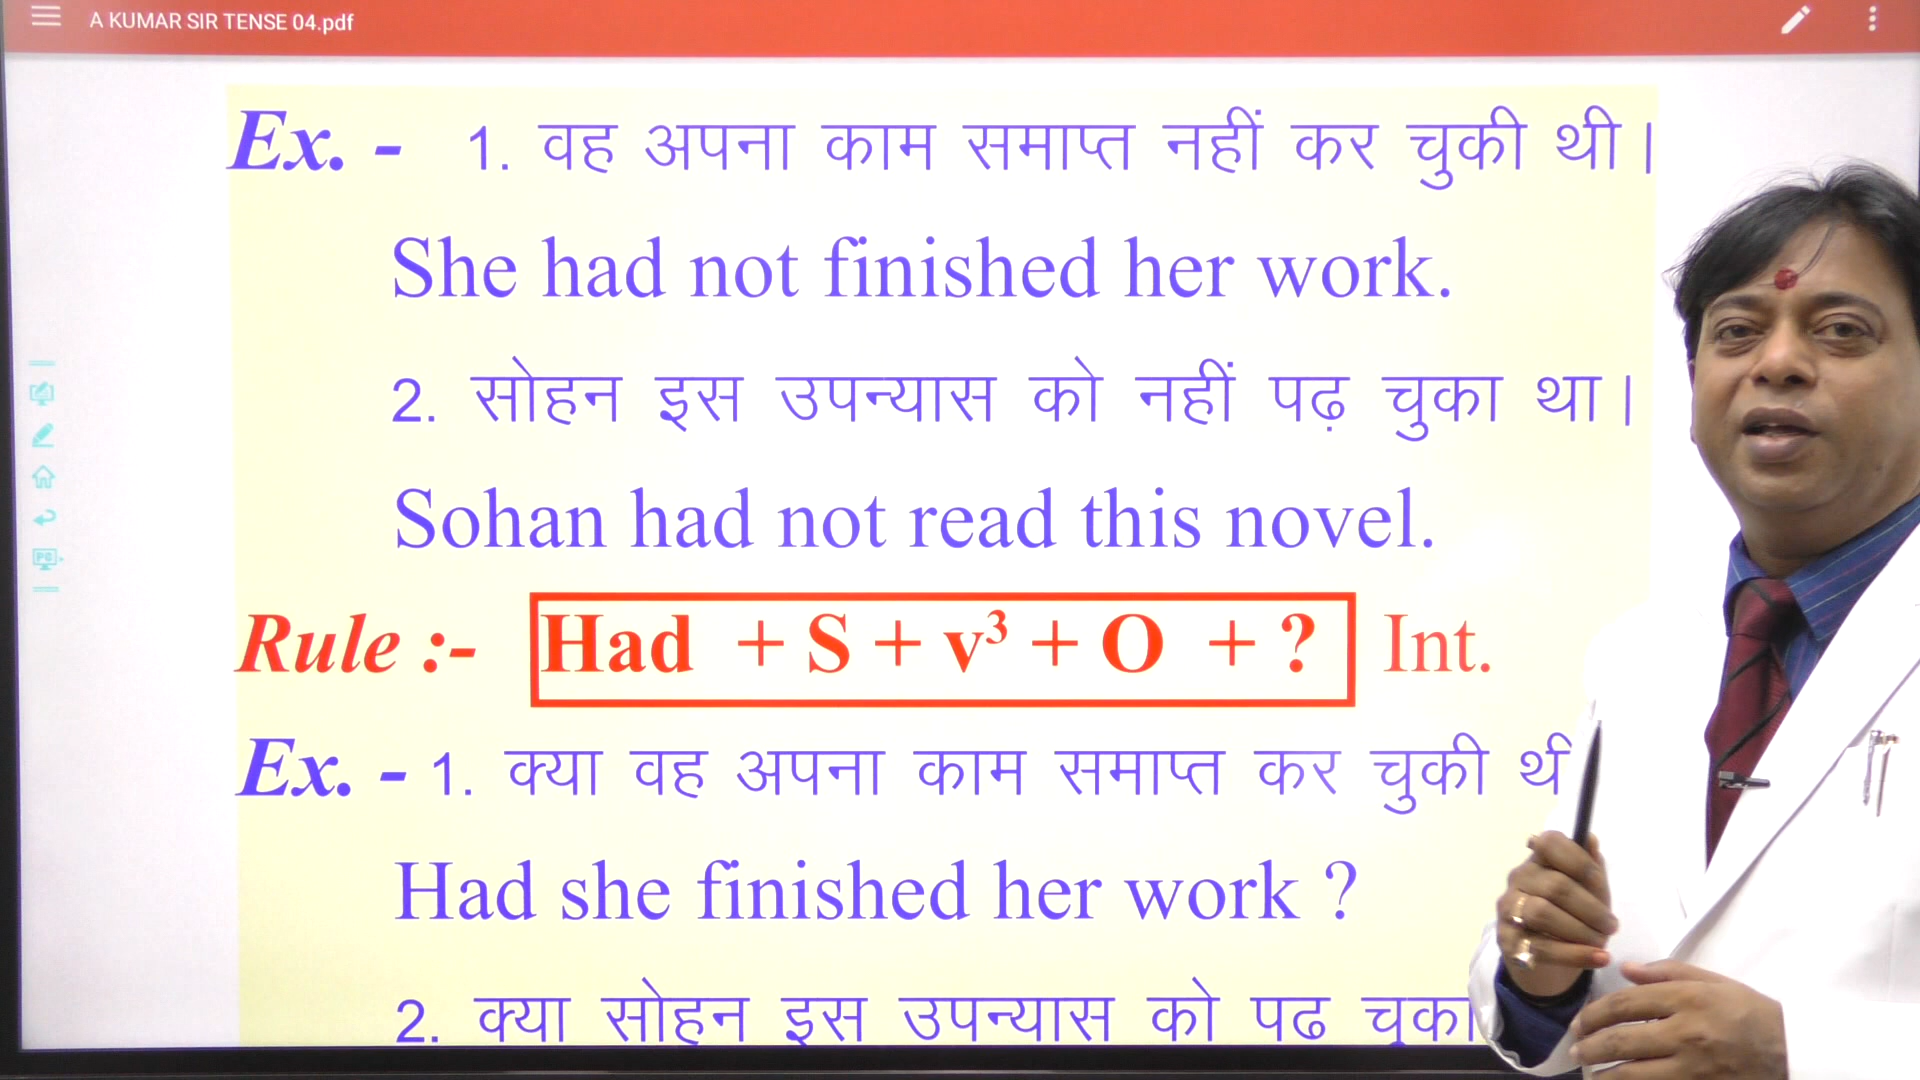 A KUMAR SIR TENSE 04.pdf
Ex. - 1. वह अपना काम समाप्त नहीं कर चुकी थी।
She had not finished her work.
2. सोहन इस उपन्यास को नहीं पढ़ चुका था।
Sohan had not read this novel.
Rule :- Had + S + v³ + O + ? Int.
Ex. - 1. क्या वह अपना काम समाप्त कर चुकी
Had she finished her work ?
2. क्या सोहन इस उपन्यास को पढ चुका